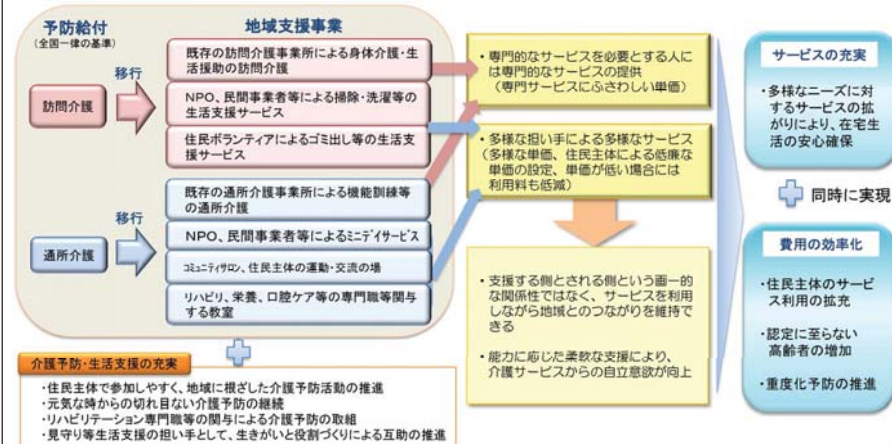 予防給付
(全国一律の基準)
地域支援事業
移行
訪問介護
既存の訪問介護事業所による身体介護・生
活援助の訪問介護
NPO、民間事業者等による掃除・洗濯等の
生活支援サービス
住民ボランティアによるゴミ出し等の生活支
援サービス
移行
通所介護
既存の通所介護事業所による機能訓練等
の通所介護
NPO、民間事業者等によるミニデイサービス
コミュニティサロン、住民主体の運動・交流の場
リハビリ、栄養、口腔ケア等の専門職等関与
する教室
介護予防・生活支援の充実
・住民主体で参加しやすく、地域に根ざした介護予防活動の推進
・元気な時からの切れ目ない介護予防の継続
・リハビリテーション専門職等の関与による介護予防の取組
・見守り等生活支援の担い手として、生きがいと役割づくりによる互助の推進
・専門的なサービスを必要とする人に
は専門的なサービスの提供
(専門サービスにふさわしい単価)
・多様な担い手による多様なサービス
(多様な単価、住民主体による低廉な
単価の設定、単価が低い場合には
利用料も低減)
・支援する側とされる側という画一的
な関係性ではなく、サービスを利用
しながら地域とのつながりを維持で
きる
・能力に応じた柔軟な支援により、
介護サービスからの自立意欲が向上
サービスの充実
・多様なニーズに対
するサービスの拡
がりにより、在宅生
活の安心確保
同時に実現
費用の効率化
・住民主体のサービ
ス利用の拡充
・認定に至らない
高齢者の増加
・重度化予防の推進